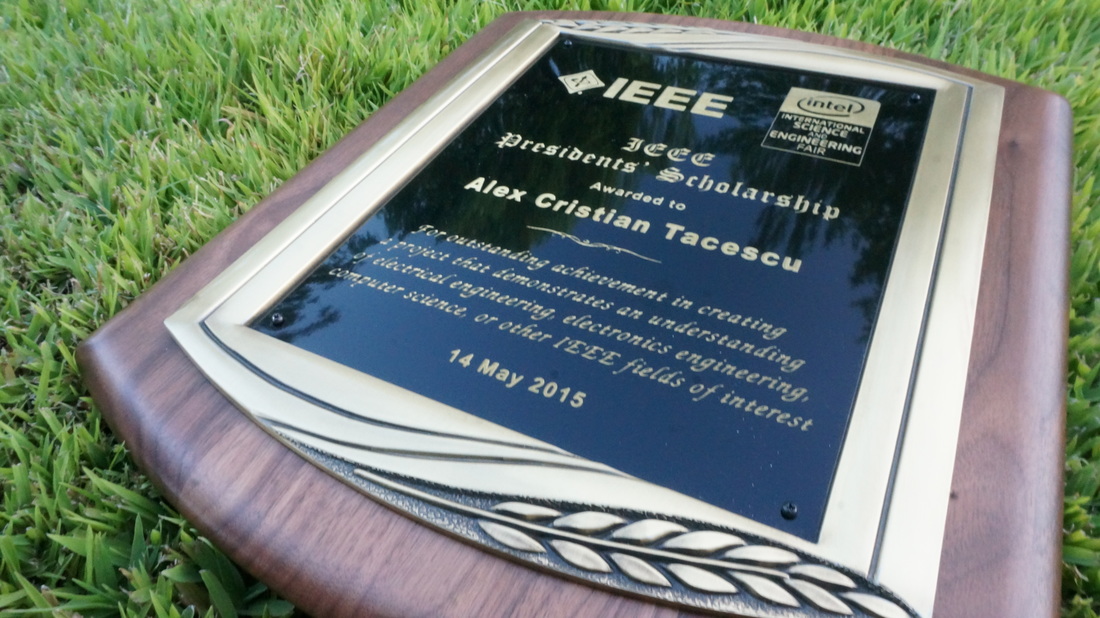 IEEE
intel
INTERNATIONAL
SCIENCE
AND
ENGINEERING
FAIR
IEEE
Presidents' Scholarship
Awarded to
Alex Cristian Tacescu
For outstanding achievement in creating
a project that demonstrates an understanding
of electrical engineering, electronics engineering,
computer science, or other IEEE fields of interest
14 May 2015